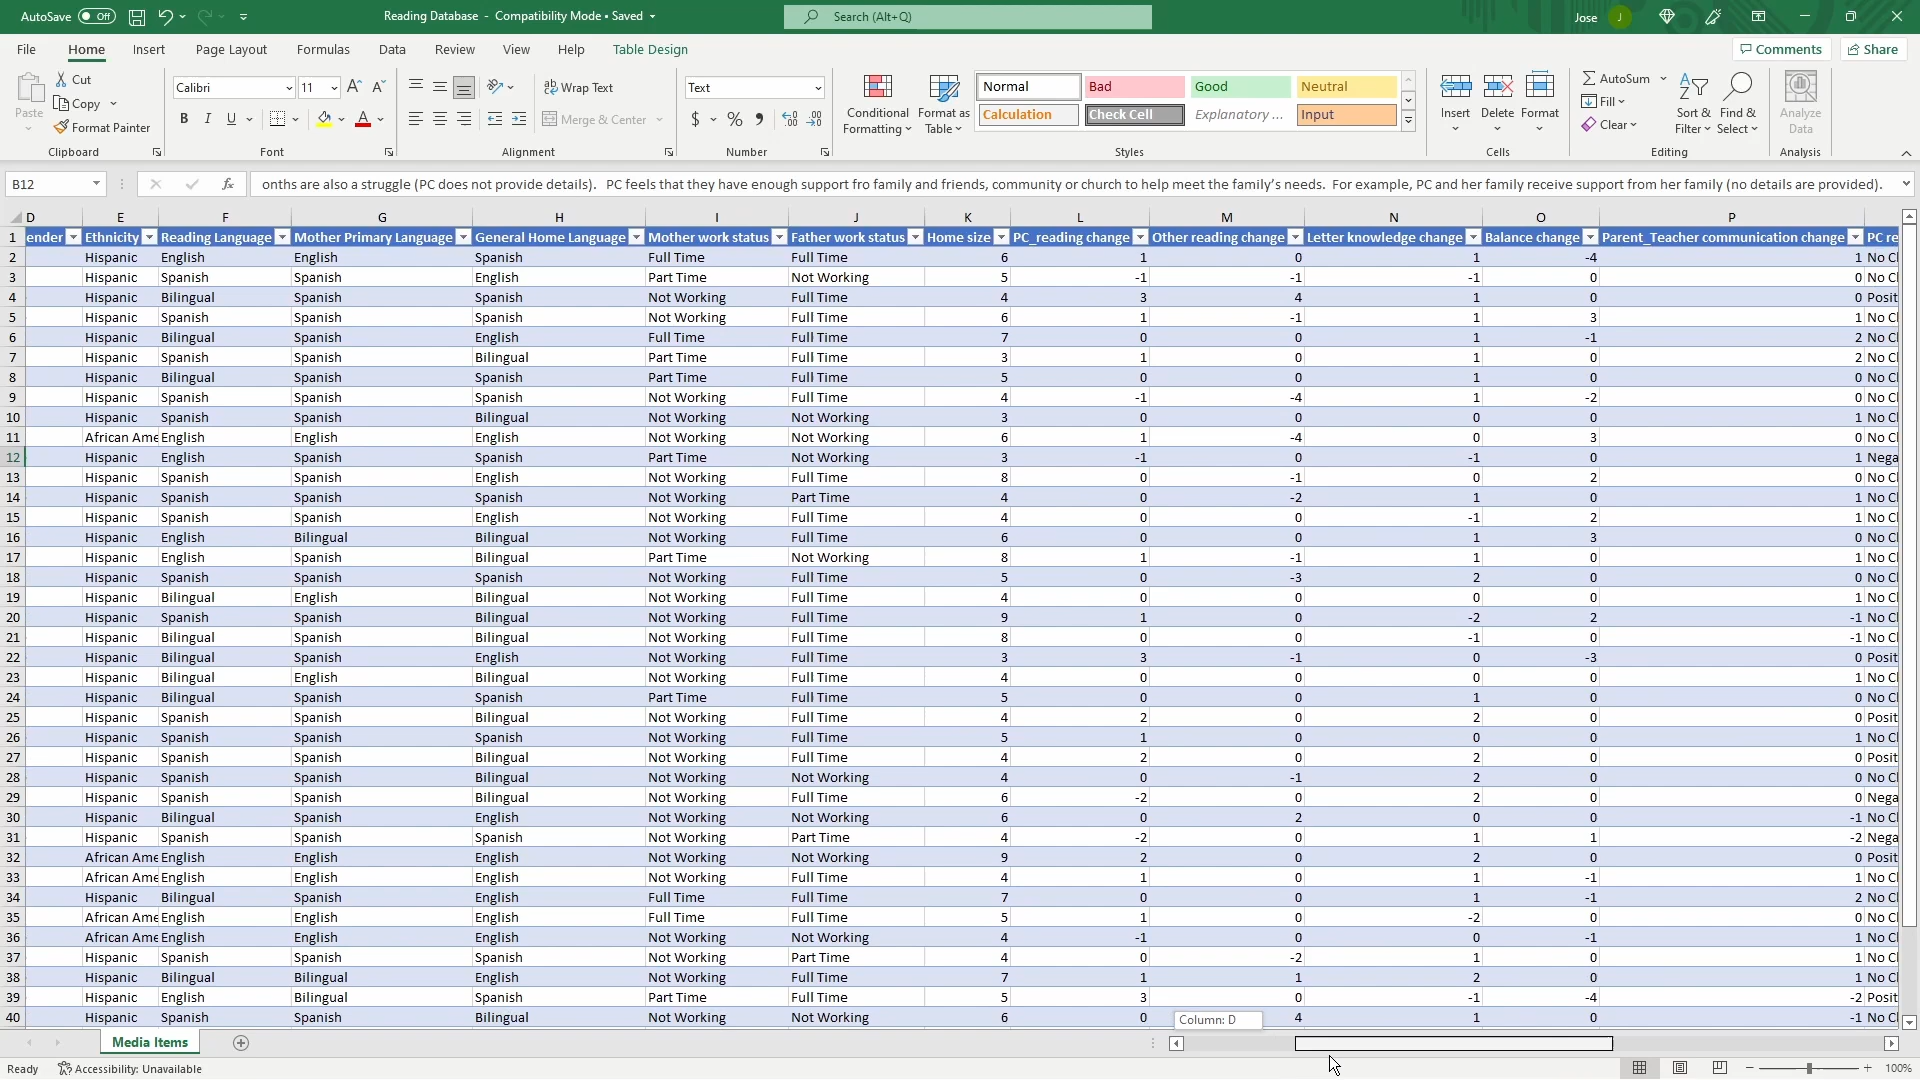 AutoSave Off Reading Database - Compatibility Mode • Saved Search (Alt+Q) Jose J
File Home Insert Page Layout Formulas Data Review View Help Table Design Comments Share
Paste Cut Copy Format Painter Clipboard
Calibri 11 A A B I U A Font
ab Wrap Text Merge & Center Alignment
Text $ % Number
Conditional Formatting Format as Table Normal Bad Good Neutral Calculation Check Cell Explanatory ... Input Styles
Insert Delete Format Cells
AutoSum Fill Clear Sort & Filter Find & Select Editing
Analyze Data Analysis
B12 fx onths are also a struggle (PC does not provide details). PC feels that they have enough support fro family and friends, community or church to help meet the family's needs. For example, PC and her family receive support from her family (no details are provided).
D E F G H I J K L M N O P
1 ender Ethnicity Reading Language Mother Primary Language General Home Language Mother work status Father work status Home size PC_reading change Other reading change Letter knowledge change Balance change Parent_Teacher communication change PC re
2 Hispanic English English Spanish Full Time Full Time 6 1 0 1 -4 1 No Cl
3 Hispanic Spanish Spanish English Part Time Not Working 5 -1 -1 -1 0 0 No Cl
4 Hispanic Bilingual Spanish Spanish Not Working Full Time 4 3 4 1 0 0 Posit
5 Hispanic Spanish Spanish Spanish Not Working Full Time 6 1 -1 1 3 1 No Cl
6 Hispanic Bilingual Spanish English Full Time Full Time 7 0 0 1 -1 2 No Cl
7 Hispanic Spanish Spanish Bilingual Part Time Full Time 3 1 0 1 0 2 No Cl
8 Hispanic Bilingual Spanish Spanish Part Time Full Time 5 0 0 1 0 0 No Cl
9 Hispanic Spanish Spanish Spanish Not Working Full Time 4 -1 -4 1 -2 0 No Cl
10 Hispanic Spanish Spanish Bilingual Not Working Not Working 3 0 0 0 0 1 No Cl
11 African Ame English English English Not Working Not Working 6 1 -4 0 3 0 No Cl
12 Hispanic English Spanish Spanish Part Time Not Working 3 -1 0 -1 0 1 Nega
13 Hispanic Spanish Spanish English Not Working Full Time 8 0 -1 0 2 0 No Cl
14 Hispanic Spanish Spanish Spanish Not Working Part Time 4 0 -2 1 0 1 No Cl
15 Hispanic Spanish Spanish English Not Working Full Time 4 0 0 -1 2 1 No Cl
16 Hispanic English Bilingual Bilingual Not Working Full Time 6 0 0 1 3 0 No Cl
17 Hispanic English Spanish Bilingual Part Time Not Working 8 1 -1 1 0 1 No Cl
18 Hispanic Spanish Spanish Spanish Not Working Full Time 5 0 -3 2 0 0 No Cl
19 Hispanic Bilingual English Bilingual Not Working Full Time 4 0 0 0 0 1 No Cl
20 Hispanic Spanish Spanish Bilingual Not Working Full Time 9 1 0 -2 2 -1 No Cl
21 Hispanic Bilingual Spanish Bilingual Not Working Full Time 8 0 0 -1 0 -1 No Cl
22 Hispanic Bilingual Spanish English Not Working Full Time 3 3 -1 0 -3 0 Posit
23 Hispanic Bilingual English Bilingual Not Working Full Time 4 0 0 0 0 1 No Cl
24 Hispanic Bilingual Spanish Spanish Part Time Full Time 5 0 0 1 0 0 No Cl
25 Hispanic Spanish Spanish Bilingual Not Working Full Time 4 2 0 2 0 0 Posit
26 Hispanic Spanish Spanish Spanish Not Working Full Time 5 1 0 0 0 1 No Cl
27 Hispanic Spanish Spanish Bilingual Not Working Full Time 4 2 0 2 0 0 Posit
28 Hispanic Spanish Spanish Bilingual Not Working Not Working 4 0 -1 2 0 0 No Cl
29 Hispanic Spanish Spanish Bilingual Not Working Full Time 6 -2 0 2 0 0 Nega
30 Hispanic Bilingual Spanish English Not Working Not Working 6 0 2 0 0 -1 No Cl
31 Hispanic Spanish Spanish Spanish Not Working Part Time 4 -2 0 1 1 -2 Nega
32 African Ame English English English Not Working Not Working 9 2 0 2 0 0 Posit
33 African Ame English English English Not Working Full Time 4 1 0 1 -1 1 No Cl
34 Hispanic Bilingual Spanish English Full Time Full Time 7 0 0 1 -1 2 No Cl
35 African Ame English English English Full Time Full Time 5 1 0 -2 0 0 No Cl
36 African Ame English English English Not Working Not Working 4 -1 0 0 -1 1 No Cl
37 Hispanic Spanish Spanish Spanish Not Working Part Time 4 0 -2 1 0 1 No Cl
38 Hispanic Bilingual Bilingual English Not Working Full Time 7 1 1 2 0 1 No Cl
39 Hispanic English Bilingual Spanish Part Time Full Time 5 3 0 -1 -4 -2 Posit
40 Hispanic Spanish Spanish Bilingual Not Working Not Working 6 0 4 1 0 -1 No Cl
Column: D
Media Items
Ready Accessibility: Unavailable 100%